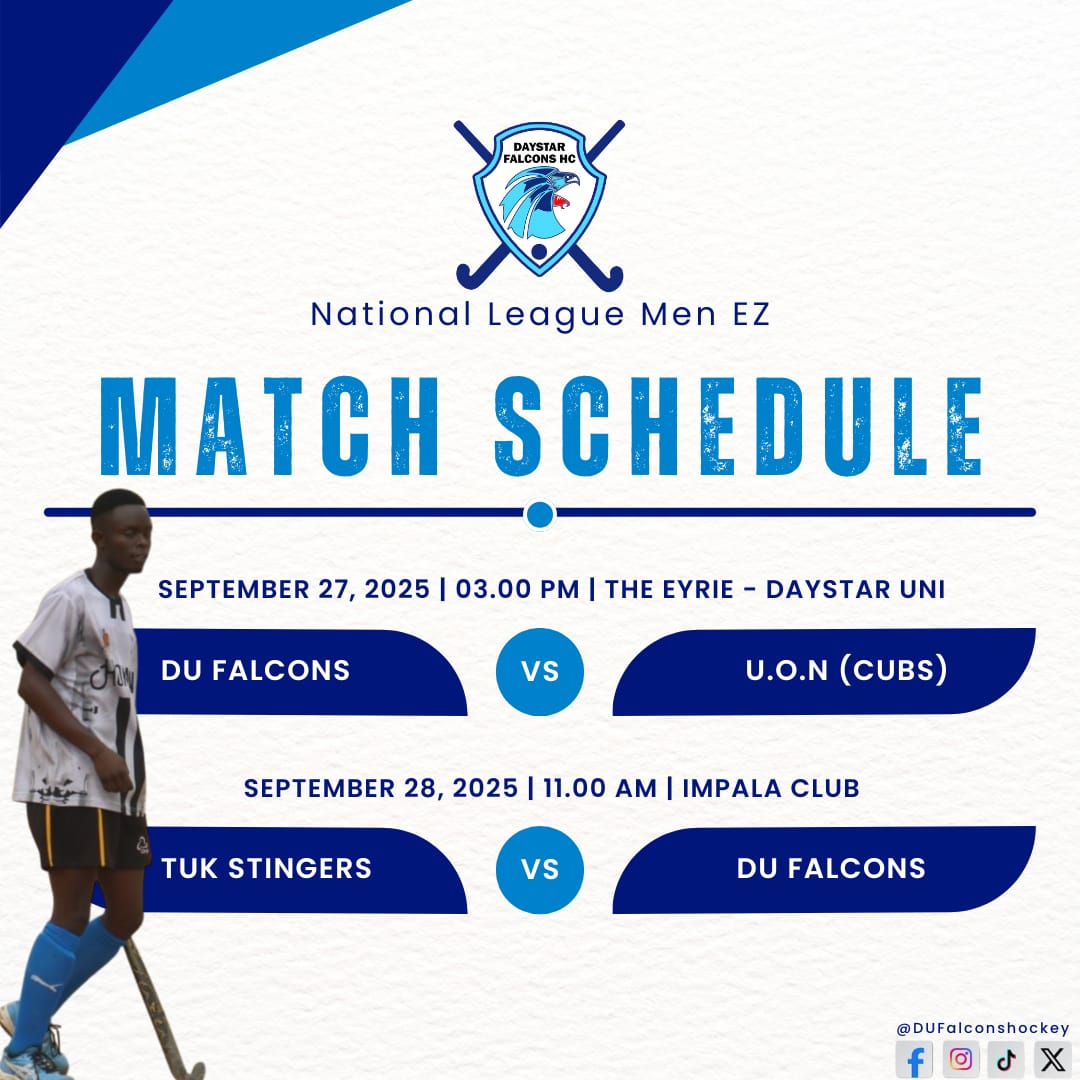 DAYSTAR
FALCONS HC
National League Men EZ
MATCH SCHEDULE
SEPTEMBER 27, 2025 | 03.00 PM | THE EYRIE - DAYSTAR UNI
DU FALCONS
VS
U.O.N (CUBS)
SEPTEMBER 28, 2025 | 11.00 AM | IMPALA CLUB
TUK STINGERS
VS
DU FALCONS
@DUFalconshockey